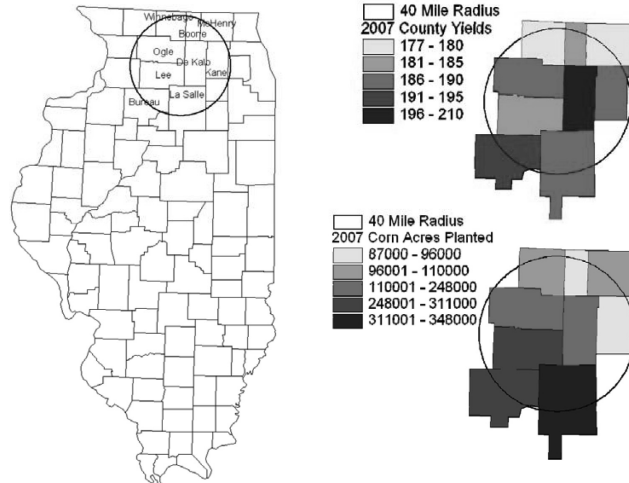 Winnebago
McHenry
Boone
Ogle
De Kalb
Lee
Kane
La Salle
Bureau
40 Mile Radius
2007 County Yields
177 - 180
181 - 185
186 - 190
191 - 195
196 - 210
40 Mile Radius
2007 Corn Acres Planted
87000 - 96000
96001 - 110000
110001 - 248000
248001 - 311000
311001 - 348000